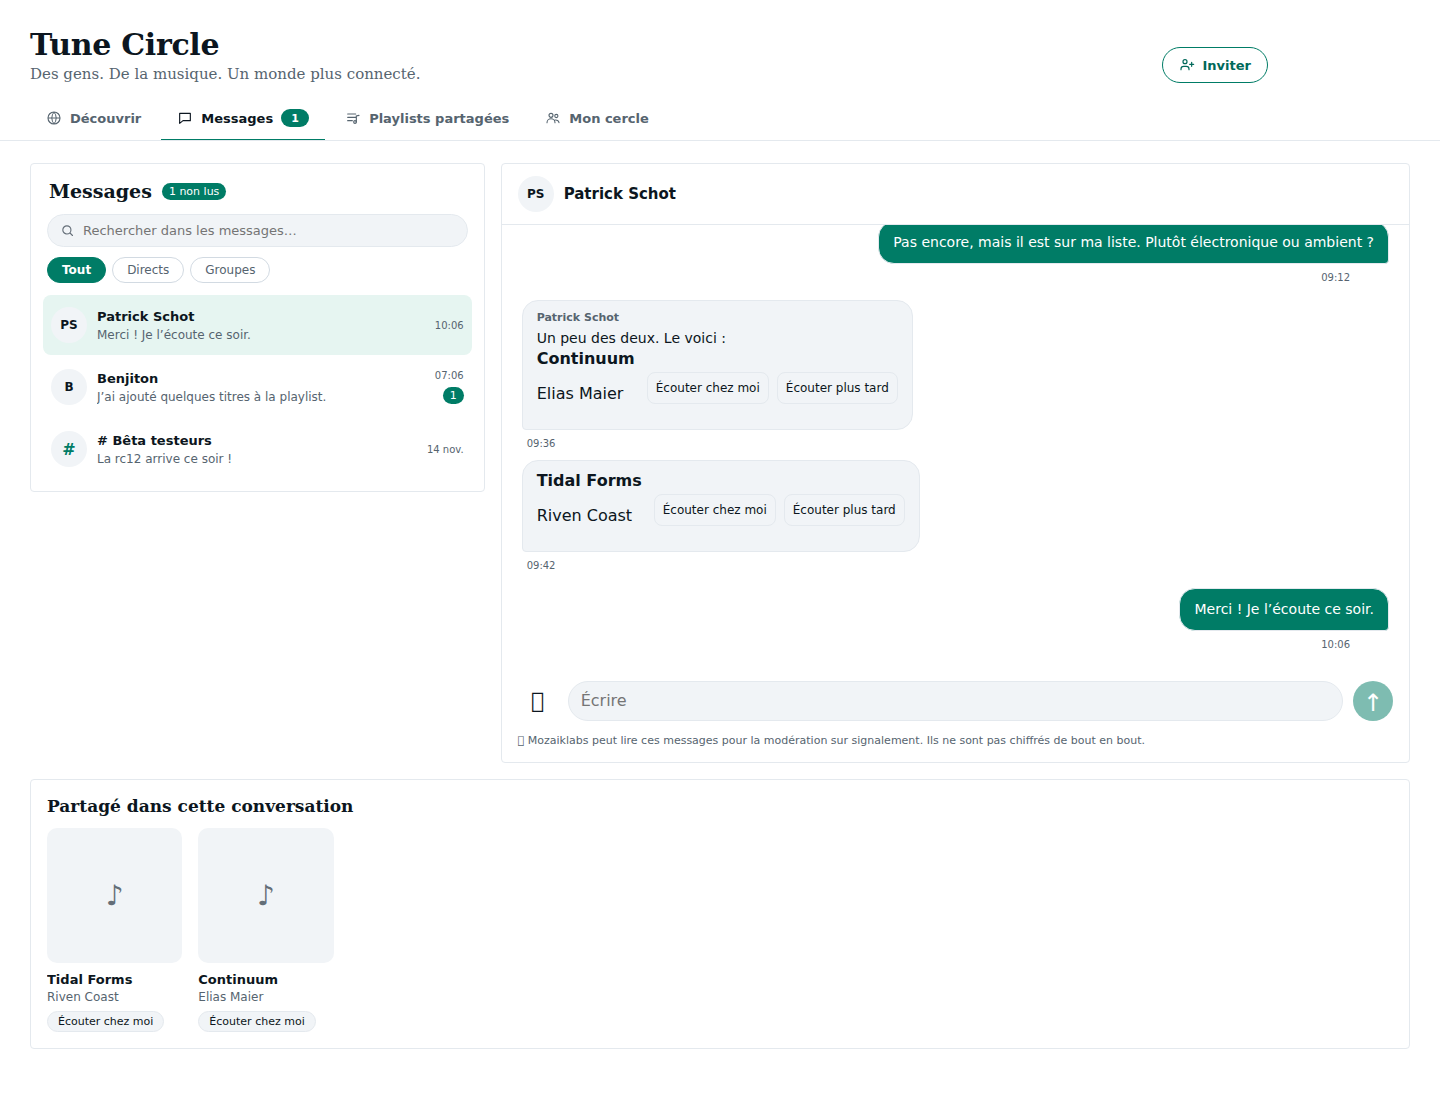 Tune Circle
Des gens. De la musique. Un monde plus connecté.
Inviter
Découvrir
Messages 1
Playlists partagées
Mon cercle
Messages 1 non lus
Rechercher dans les messages…
Tout
Directs
Groupes
PS
Patrick Schot
Merci ! Je l’écoute ce soir.
10:06
B
Benjiton
J’ai ajouté quelques titres à la playlist.
07:06
1
#
# Bêta testeurs
La rc12 arrive ce soir !
14 nov.
PS
Patrick Schot
Pas encore, mais il est sur ma liste. Plutôt électronique ou ambient ?
09:12
Patrick Schot
Un peu des deux. Le voici :
Continuum
Elias Maier
Écouter chez moi
Écouter plus tard
09:36
Tidal Forms
Riven Coast
Écouter chez moi
Écouter plus tard
09:42
Merci ! Je l’écoute ce soir.
10:06
Écrire
Mozaiklabs peut lire ces messages pour la modération sur signalement. Ils ne sont pas chiffrés de bout en bout.
Partagé dans cette conversation
Tidal Forms
Riven Coast
Écouter chez moi
Continuum
Elias Maier
Écouter chez moi